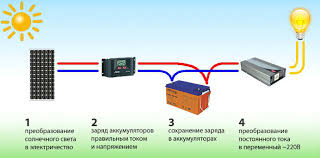 1
преобразование
солнечного света
в электричество
2
заряд аккумуляторов
правильным током
и напряжением
3
сохранение заряда
в аккумуляторах
4
преобразование
постоянного тока
в переменный ~220В